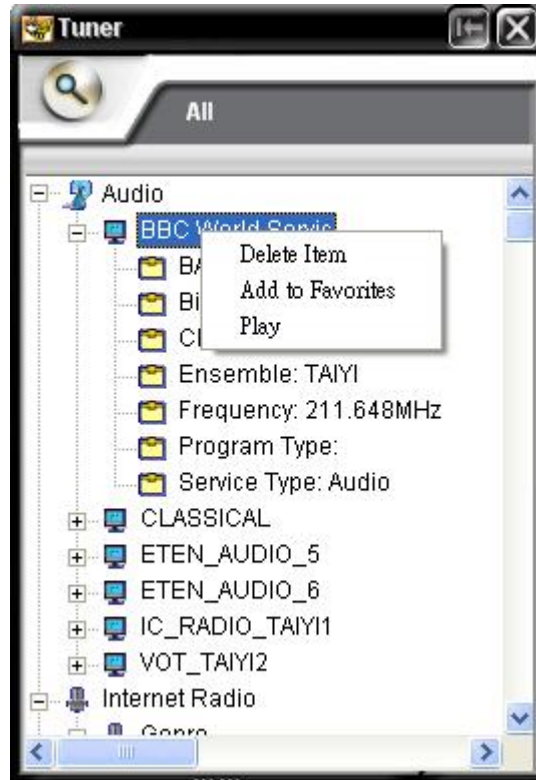 Tuner
All
Audio
BBC World Servic
Delete Item
Add to Favorites
Play
Ensemble: TAIYI
Frequency: 211.648MHz
Program Type:
Service Type: Audio
CLASSICAL
ETEN_AUDIO_5
ETEN_AUDIO_6
IC_RADIO_TAIYI1
VOT_TAIYI2
Internet Radio